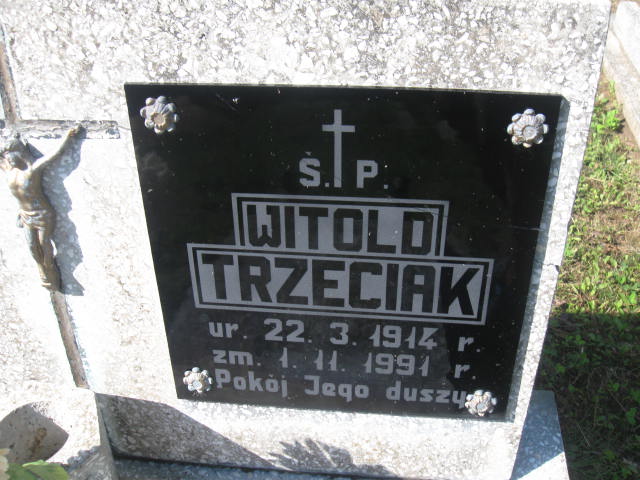 Ś. P.
WITOLD
TRZECIAK
ur. 22. 3. 1914 r.
zm. 1. 11. 1991 r.
Pokój Jego duszy